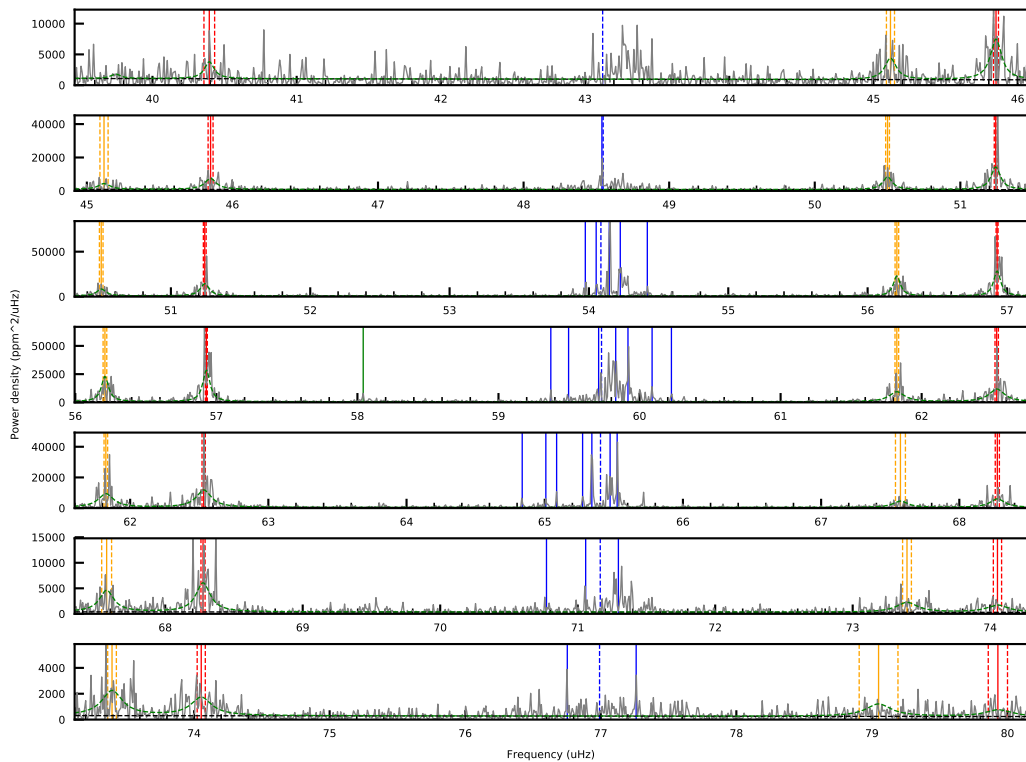 10000
5000
0
40 41 42 43 44 45 46
40000
20000
0
45 46 47 48 49 50 51
50000
0
51 52 53 54 55 56 57
Power density (ppm^2/uHz)
50000
25000
0
56 57 58 59 60 61 62
40000
20000
0
62 63 64 65 66 67 68
15000
10000
5000
0
68 69 70 71 72 73 74
4000
2000
0
74 75 76 77 78 79 80
Frequency (uHz)